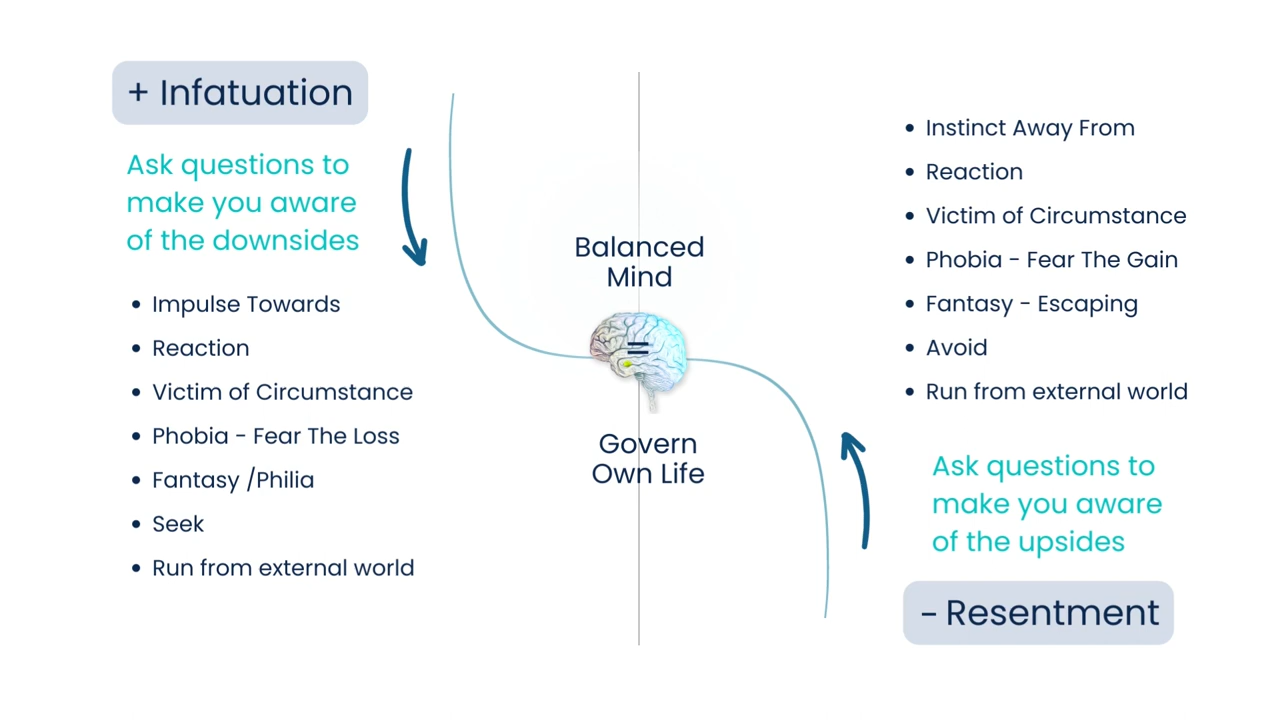 + Infatuation
Ask questions to
make you aware
of the downsides
• Impulse Towards
• Reaction
• Victim of Circumstance
• Phobia - Fear The Loss
• Fantasy /Philia
• Seek
• Run from external world
Balanced
Mind
=
Govern
Own Life
• Instinct Away From
• Reaction
• Victim of Circumstance
• Phobia - Fear The Gain
• Fantasy - Escaping
• Avoid
• Run from external world
Ask questions to
make you aware
of the upsides
- Resentment